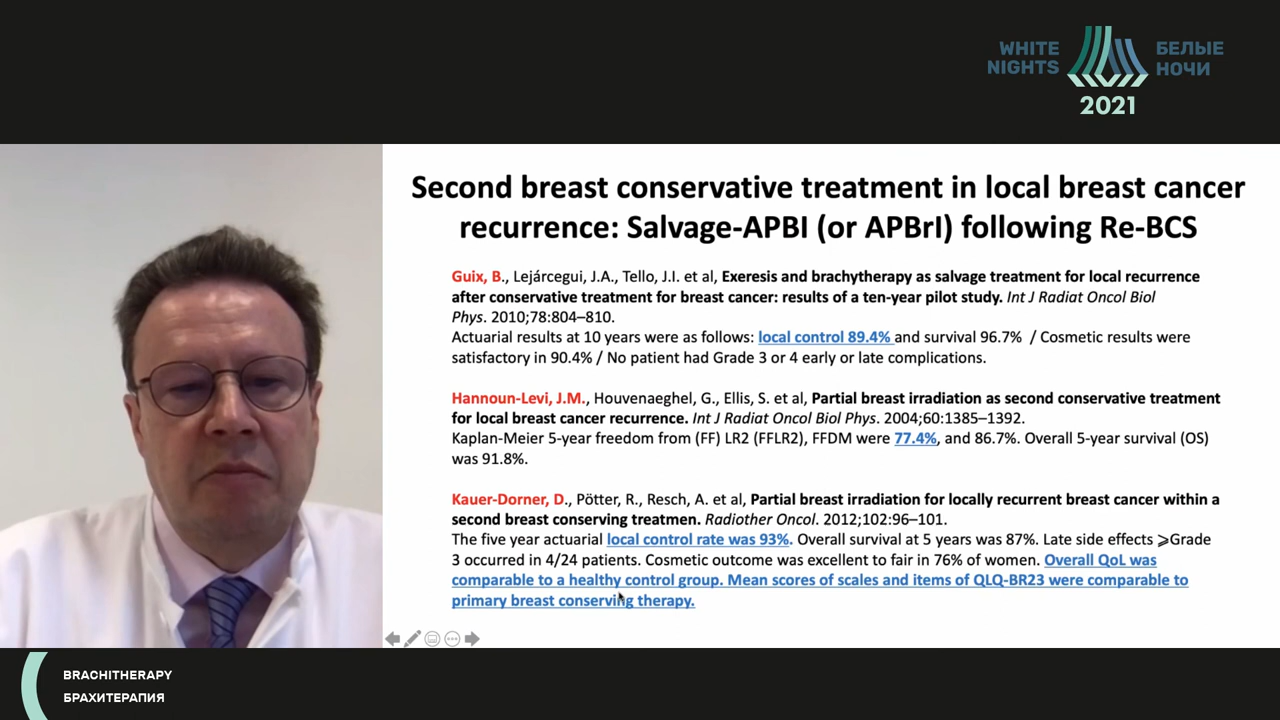 WHITE
NIGHTS
БЕЛЫЕ
НОЧИ
2021
Second breast conservative treatment in local breast cancer
recurrence: Salvage-APBI (or APBrI) following Re-BCS
Guix, B., Lejárcegui, J.A., Tello, J.I. et al, Exeresis and brachytherapy as salvage treatment for local recurrence
after conservative treatment for breast cancer: results of a ten-year pilot study. Int J Radiat Oncol Biol
Phys. 2010;78:804–810.
Actuarial results at 10 years were as follows: local control 89.4% and survival 96.7% / Cosmetic results were
satisfactory in 90.4% / No patient had Grade 3 or 4 early or late complications.
Hannoun-Levi, J.M., Houvenaeghel, G., Ellis, S. et al, Partial breast irradiation as second conservative treatment
for local breast cancer recurrence. Int J Radiat Oncol Biol Phys. 2004;60:1385–1392.
Kaplan-Meier 5-year freedom from (FF) LR2 (FFLR2), FFDM were 77.4%, and 86.7%. Overall 5-year survival (OS)
was 91.8%.
Kauer-Dorner, D., Pötter, R., Resch, A. et al, Partial breast irradiation for locally recurrent breast cancer within a
second breast conserving treatmen. Radiother Oncol. 2012;102:96–101.
The five year actuarial local control rate was 93%. Overall survival at 5 years was 87%. Late side effects ⩾Grade
3 occurred in 4/24 patients. Cosmetic outcome was excellent to fair in 76% of women. Overall QoL was
comparable to a healthy control group. Mean scores of scales and items of QLQ-BR23 were comparable to
primary breast conserving therapy.
BRACHITHERAPY
БРАХИТЕРАПИЯ